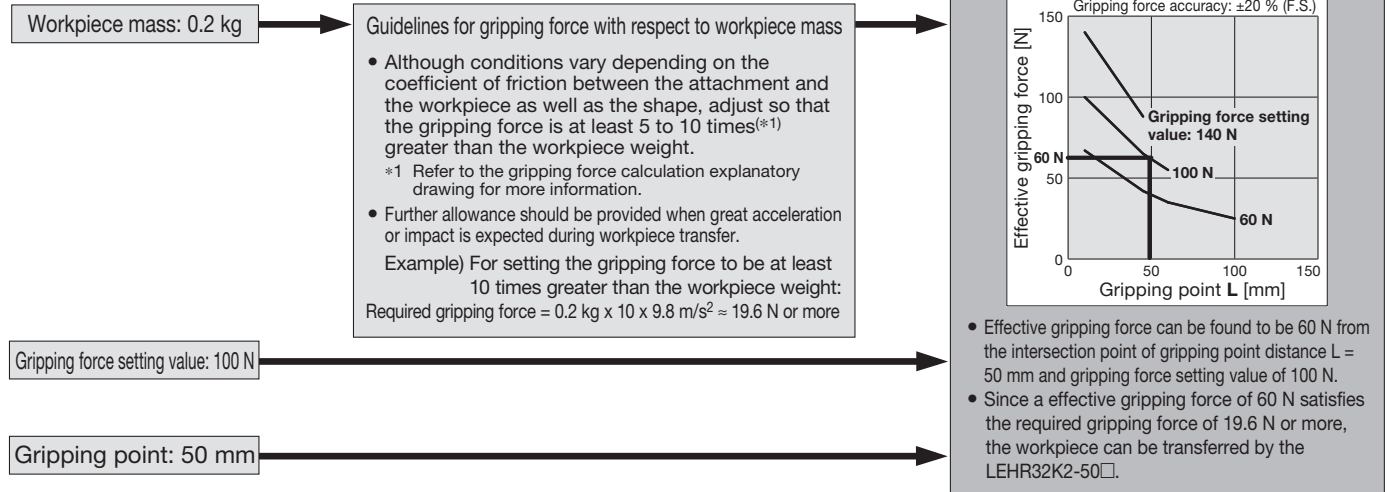 Workpiece mass: 0.2 kg
Guidelines for gripping force with respect to workpiece mass
• Although conditions vary depending on the
coefficient of friction between the attachment and
the workpiece as well as the shape, adjust so that
the gripping force is at least 5 to 10 times(*1)
greater than the workpiece weight.
*1 Refer to the gripping force calculation explanatory
drawing for more information.
• Further allowance should be provided when great acceleration
or impact is expected during workpiece transfer.
Example) For setting the gripping force to be at least
10 times greater than the workpiece weight:
Required gripping force = 0.2 kg x 10 x 9.8 m/s² ≈ 19.6 N or more
Gripping force setting value: 100 N
Gripping point: 50 mm
Gripping force accuracy: ±20 % (F.S.)
Effective gripping force [N]
150
100
60 N
50
0
Gripping force setting
value: 140 N
100 N
60 N
0 50 100 150
Gripping point L [mm]
• Effective gripping force can be found to be 60 N from
the intersection point of gripping point distance L =
50 mm and gripping force setting value of 100 N.
• Since a effective gripping force of 60 N satisfies
the required gripping force of 19.6 N or more,
the workpiece can be transferred by the
LEHR32K2-50□.